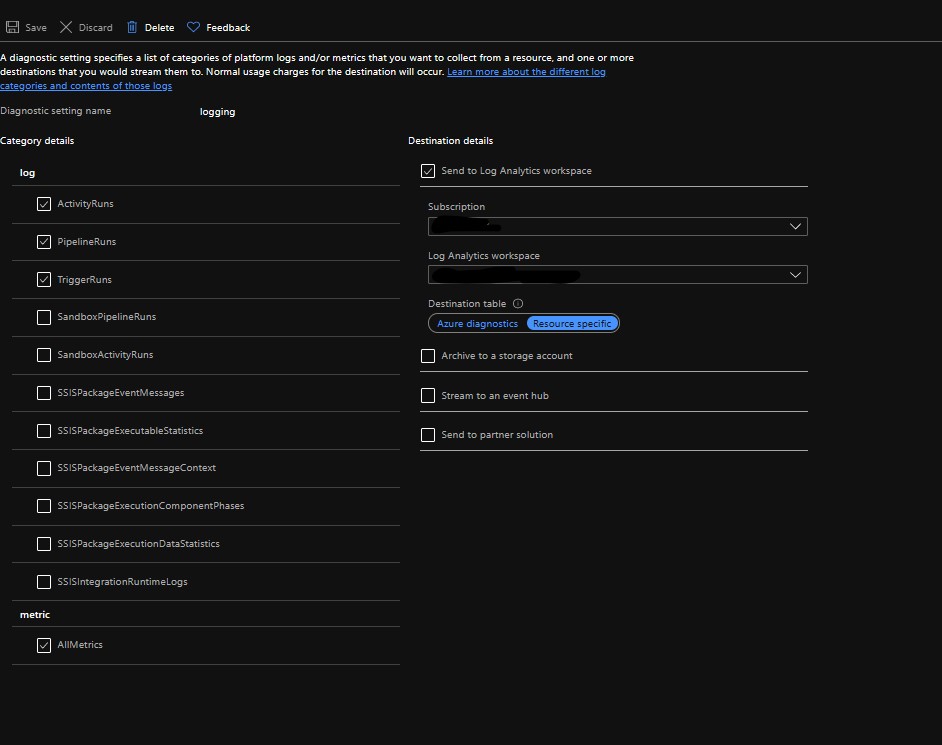 Save Discard Delete Feedback
A diagnostic setting specifies a list of categories of platform logs and/or metrics that you want to collect from a resource, and one or more
destinations that you would stream them to. Normal usage charges for the destination will occur. Learn more about the different log
categories and contents of those logs
Diagnostic setting name logging
Category details
log
ActivityRuns
PipelineRuns
TriggerRuns
SandboxPipelineRuns
SandboxActivityRuns
SSISPackageEventMessages
SSISPackageExecutableStatistics
SSISPackageEventMessageContext
SSISPackageExecutionComponentPhases
SSISPackageExecutionDataStatistics
SSISIntegrationRuntimeLogs
metric
AllMetrics
Destination details
Send to Log Analytics workspace
Subscription
Log Analytics workspace
Destination table
Azure diagnostics Resource specific
Archive to a storage account
Stream to an event hub
Send to partner solution